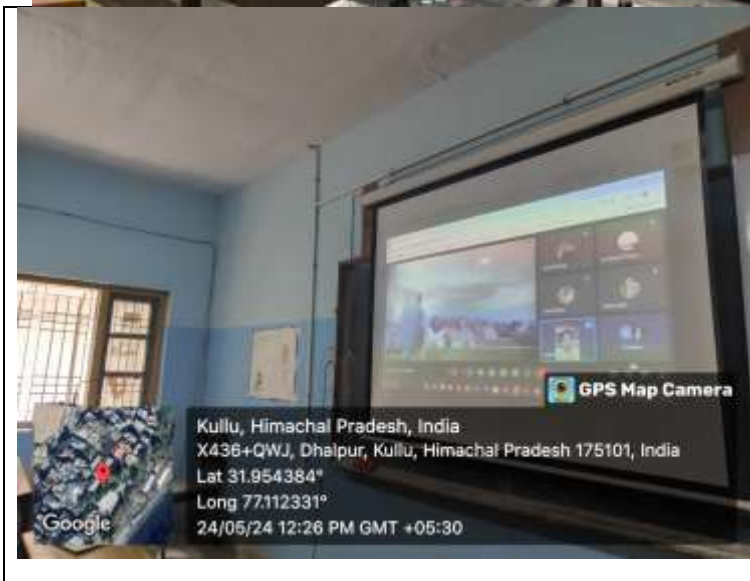 GPS Map Camera
Kullu, Himachal Pradesh, India
X436+QWJ, Dhalpur, Kullu, Himachal Pradesh 175101, India
Lat 31.954384°
Long 77.112331°
24/05/24 12:26 PM GMT +05:30
Google